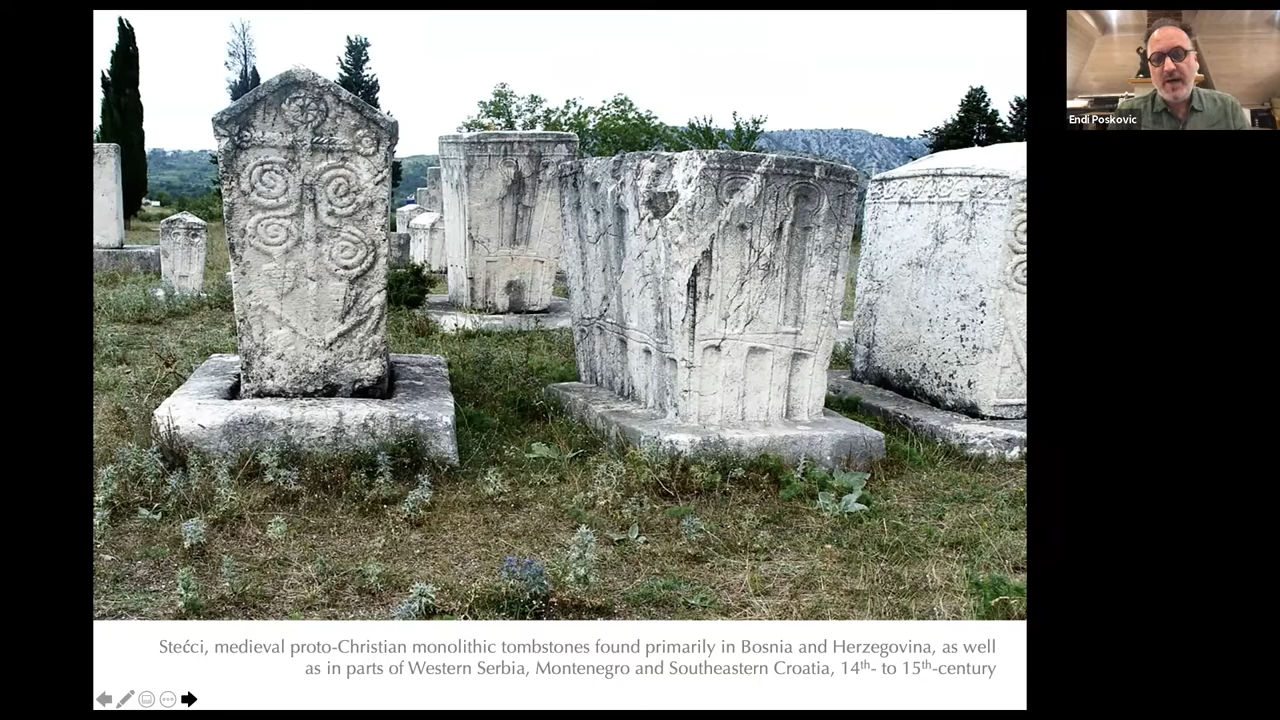 Endi Poskovic
Stećci, medieval proto-Christian monolithic tombstones found primarily in Bosnia and Herzegovina, as well
as in parts of Western Serbia, Montenegro and Southeastern Croatia, 14th- to 15th-century